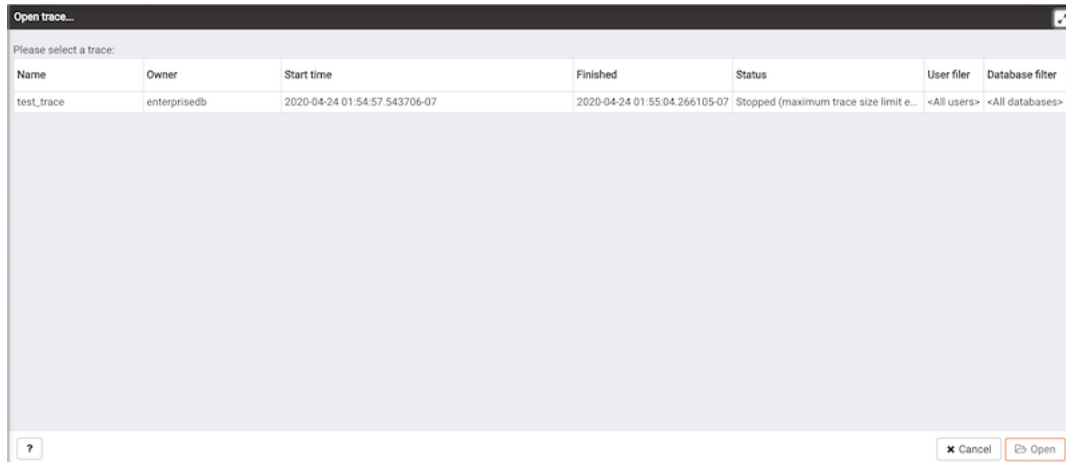 Open trace...
Please select a trace:
Name Owner Start time Finished Status User filer Database filter
test_trace enterprisedb 2020-04-24 01:54:57.543706-07 2020-04-24 01:55:04.266105-07 Stopped (maximum trace size limit e... <All users> <All databases>
? Cancel Open